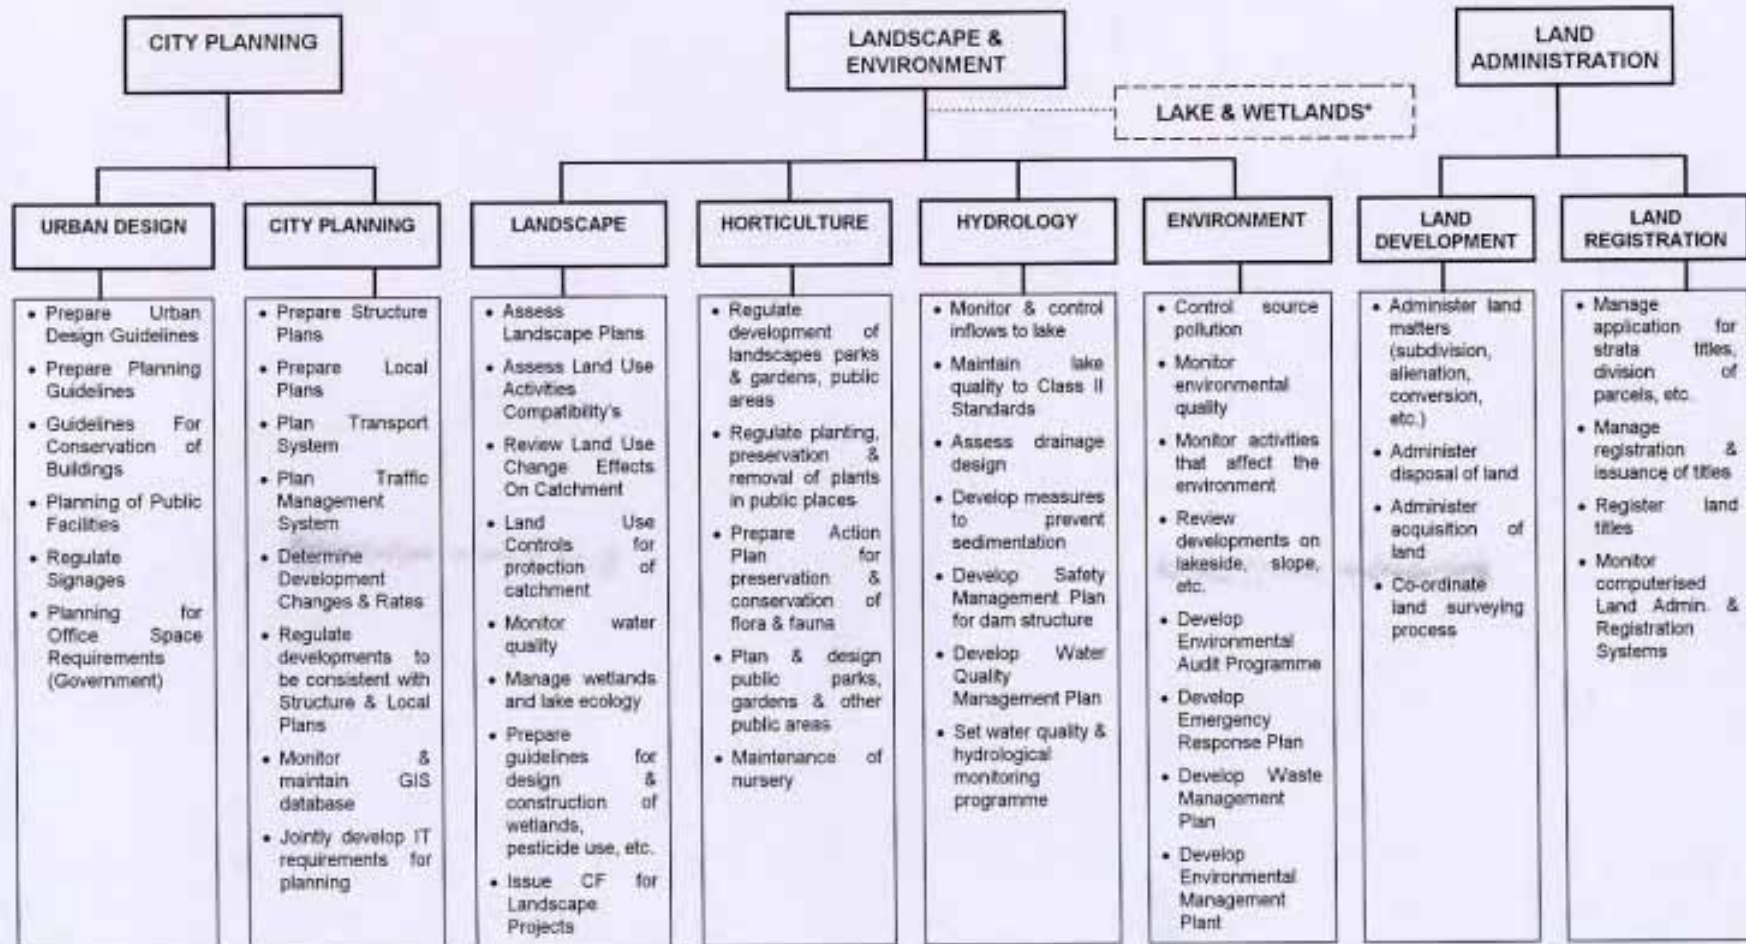 CITY PLANNING
LANDSCAPE &
ENVIRONMENT
LAND
ADMINISTRATION
LAKE & WETLANDS*
URBAN DESIGN
• Prepare Urban
Design Guidelines
• Prepare Planning
Guidelines
• Guidelines For
Conservation of
Buildings
• Planning of Public
Facilities
• Regulate
Signages
• Planning for
Office Space
Requirements
(Government)
CITY PLANNING
• Prepare Structure
Plans
• Prepare Local
Plans
• Plan Transport
System
• Plan Traffic
Management
System
• Determine
Development
Changes & Rates
• Regulate
developments to
be consistent with
Structure & Local
Plans
• Monitor &
maintain GIS
database
• Jointly develop IT
requirements for
planning
LANDSCAPE
• Assess
Landscape Plans
• Assess Land Use
Activities
Compatibility's
• Review Land Use
Change Effects
On Catchment
• Land Use
Controls for
protection of
catchment
• Monitor water
quality
• Manage wetlands
and lake ecology
• Prepare
guidelines for
design &
construction of
wetlands,
pesticide use, etc.
• Issue CF for
Landscape
Projects
HORTICULTURE
• Regulate
development of
landscapes parks
& gardens, public
areas
• Regulate planting,
preservation &
removal of plants
in public places
• Prepare Action
Plan for
preservation &
conservation of
flora & fauna
• Plan & design
public parks,
gardens & other
public areas
• Maintenance of
nursery
HYDROLOGY
• Monitor & control
inflows to lake
• Maintain lake
quality to Class II
Standards
• Assess drainage
design
• Develop measures
to prevent
sedimentation
• Develop Safety
Management Plan
for dam structure
• Develop Water
Quality
Management Plan
• Set water quality &
hydrological
monitoring
programme
ENVIRONMENT
• Control source
pollution
• Monitor
environmental
quality
• Monitor activities
that affect the
environment
• Review
developments on
lakeside, slope,
etc.
• Develop
Environmental
Audit Programme
• Develop
Emergency
Response Plan
• Develop Waste
Management
Plan
• Develop
Environmental
Management
Plant
LAND
DEVELOPMENT
• Administer land
matters
(subdivision,
alienation,
conversion,
etc.)
• Administer
disposal of land
• Administer
acquisition of
land
• Co-ordinate
land surveying
process
LAND
REGISTRATION
• Manage
application for
strata titles,
division of
parcels, etc.
• Manage
registration &
issuance of titles
• Register land
titles
• Monitor
computerised
Land Admin. &
Registration
Systems